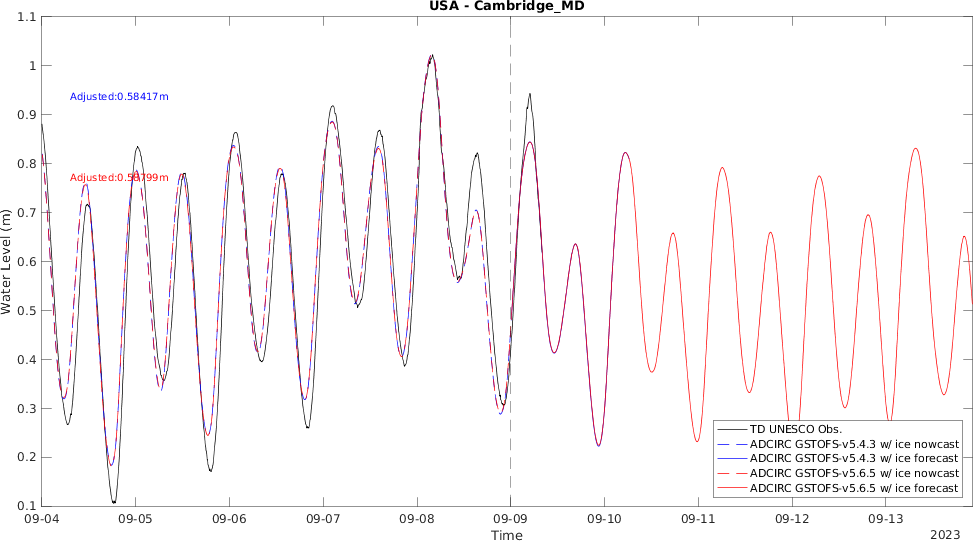 USA - Cambridge_MD
1.1
1
0.9
0.8
0.7
0.6
0.5
0.4
0.3
0.2
0.1
Water Level (m)
Adjusted:0.58417m
Adjusted:0.58799m
TD UNESCO Obs.
ADCIRC GSTOFS-v5.4.3 w/ ice nowcast
ADCIRC GSTOFS-v5.4.3 w/ ice forecast
ADCIRC GSTOFS-v5.6.5 w/ ice nowcast
ADCIRC GSTOFS-v5.6.5 w/ ice forecast
09-04 09-05 09-06 09-07 09-08 09-09 09-10 09-11 09-12 09-13
Time
2023